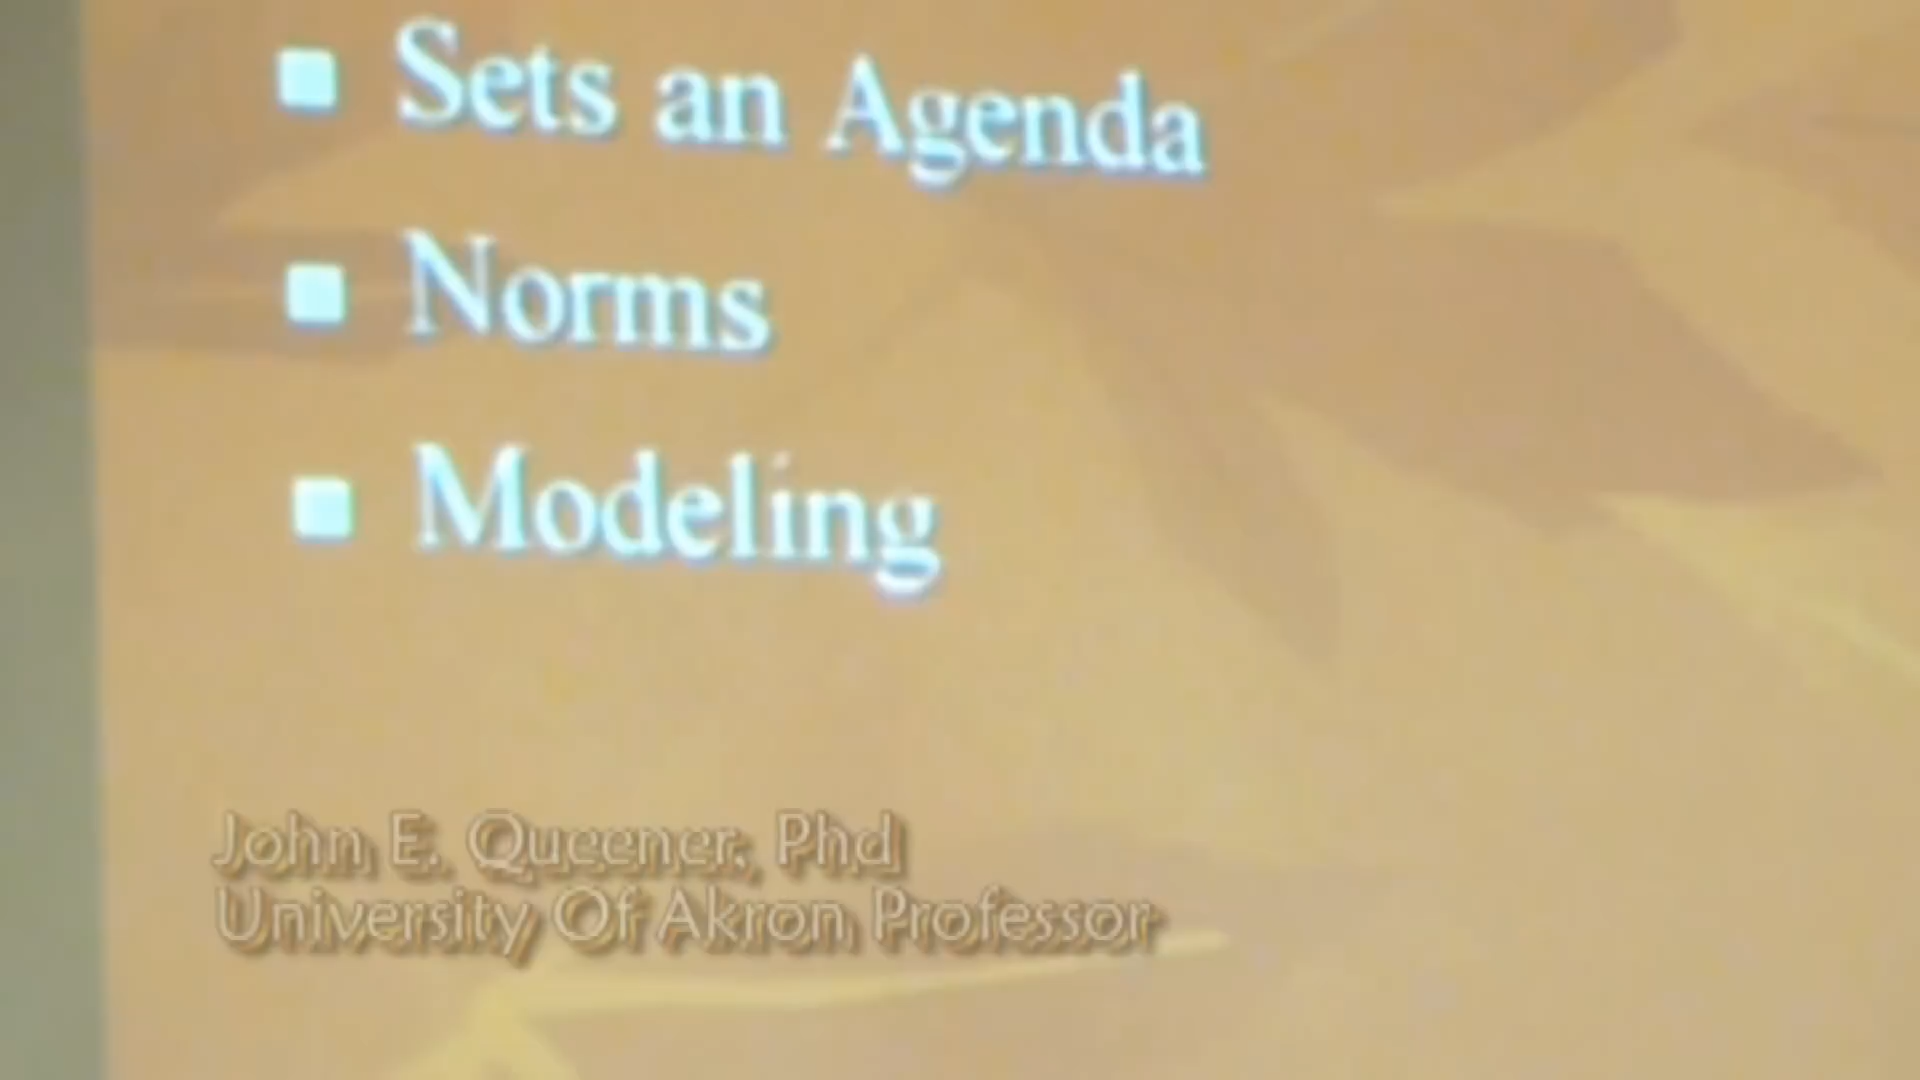 Sets an Agenda
Norms
Modeling
John E. Queener, Phd
University Of Akron Professor